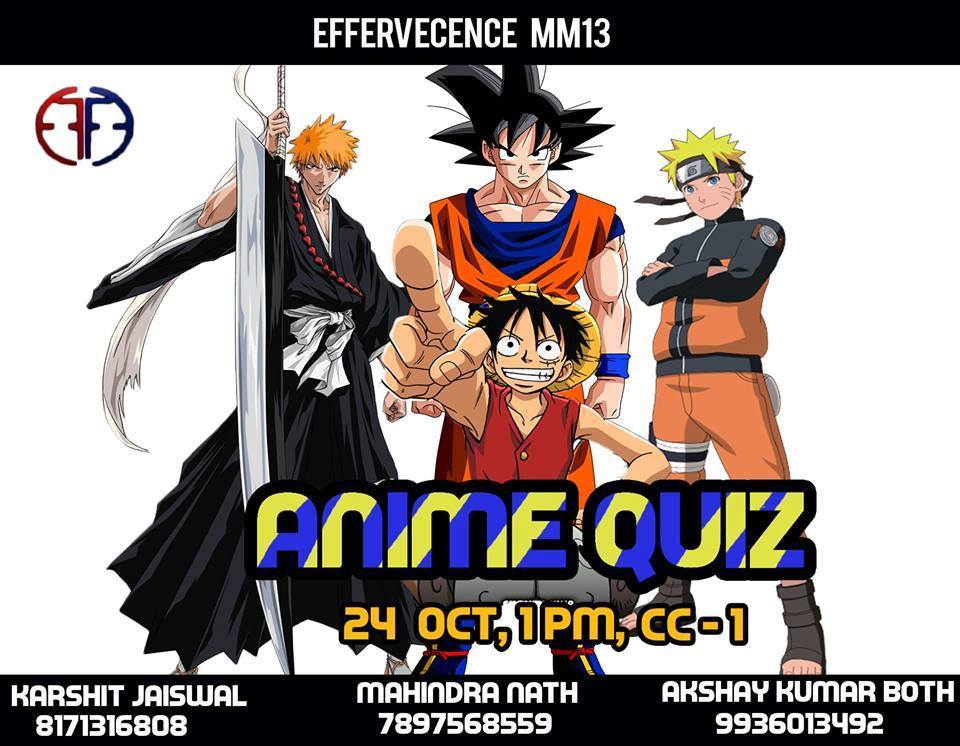 EFFERVECENCE MM13
ANIME QUIZ
24 OCT, 1 PM, CC - 1
KARSHIT JAISWAL
8171316808
MAHINDRA NATH
7897568559
AKSHAY KUMAR BOTH
9936013492